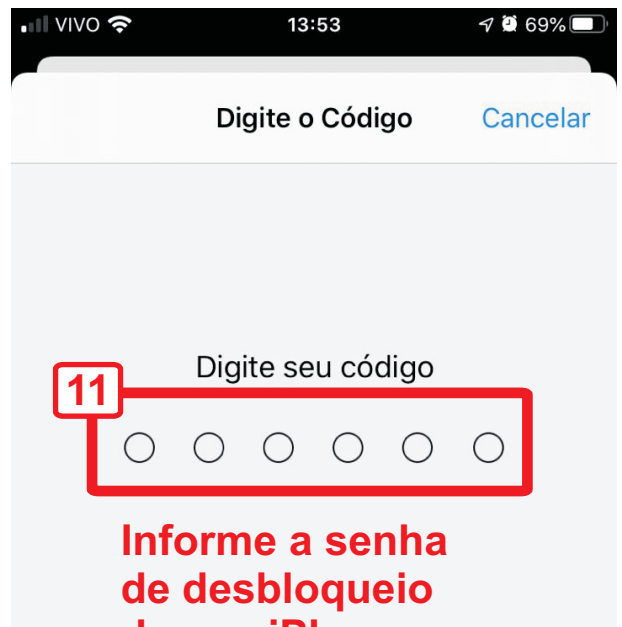 VIVO 13:53 69%
Digite o Código Cancelar
Digite seu código
11
Informe a senha
de desbloqueio